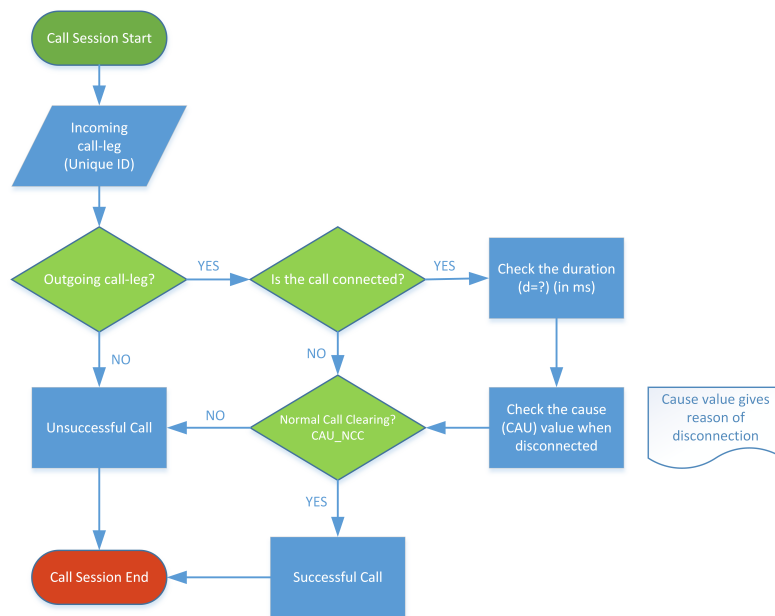 Call Session Start
Incoming
call-leg
(Unique ID)
Outgoing call-leg?
YES
Is the call connected?
YES
Check the duration
(d=?) (in ms)
NO
NO
Unsuccessful Call
NO
Normal Call Clearing?
CAU_NCC
Check the cause
(CAU) value when
disconnected
Cause value gives
reason of
disconnection
YES
Call Session End
Successful Call